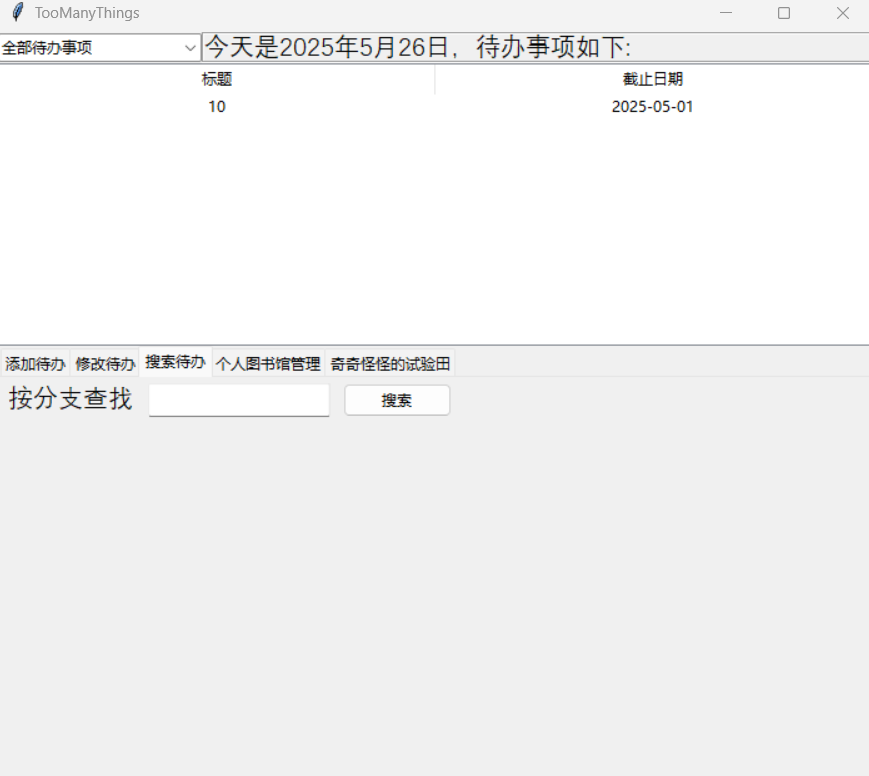 TooManyThings
全部待办事项 今天是2025年5月26日，待办事项如下:
标题 截止日期
10 2025-05-01
添加待办 修改待办 搜索待办 个人图书馆管理 奇奇怪怪的试验田
按分支查找 搜索